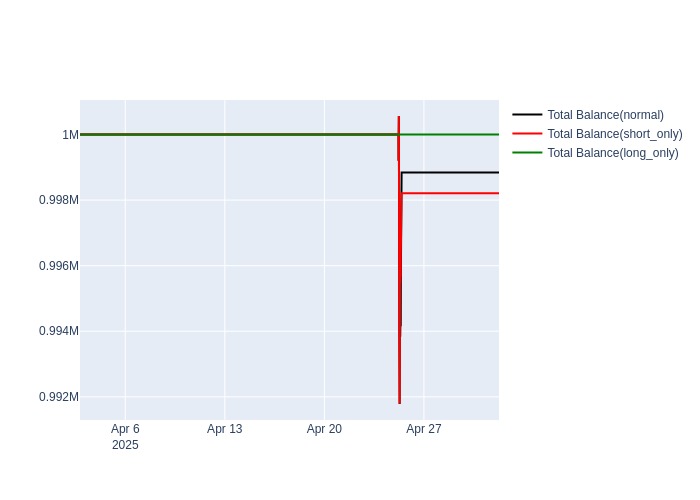 Total Balance(normal)
Total Balance(short_only)
Total Balance(long_only)
1M
0.998M
0.996M
0.994M
0.992M
Apr 6
2025
Apr 13
Apr 20
Apr 27